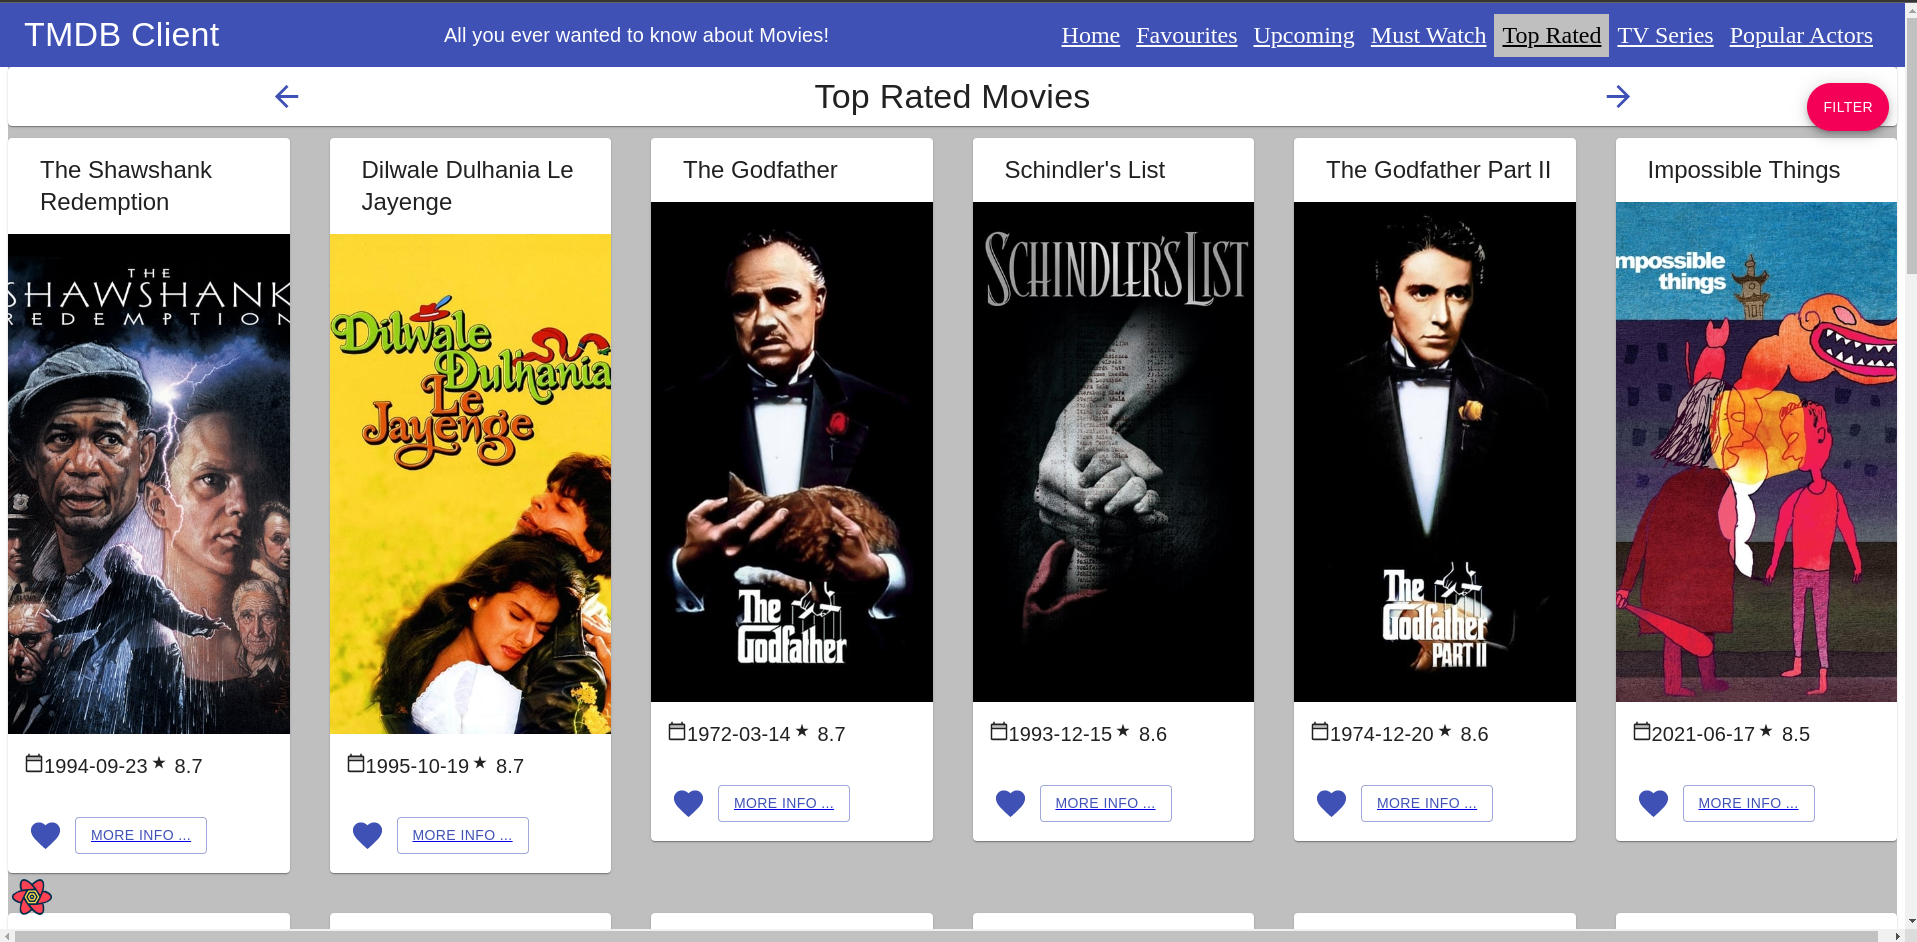 TMDB Client
All you ever wanted to know about Movies!
Home Favourites Upcoming Must Watch Top Rated TV Series Popular Actors
Top Rated Movies
FILTER
The Shawshank
Redemption
THE
SHAWSHANK
REDEMPTION
1994-09-23 8.7
MORE INFO ...
Dilwale Dulhania Le
Jayenge
Dilwale
Dulhania
Le
Jayenge
1995-10-19 8.7
MORE INFO ...
The Godfather
The
Godfather
1972-03-14 8.7
MORE INFO ...
Schindler's List
SCHINDLER'S LIST
1993-12-15 8.6
MORE INFO ...
The Godfather Part II
The
Godfather
PART II
1974-12-20 8.6
MORE INFO ...
Impossible Things
mpossible
things
2021-06-17 8.5
MORE INFO ...